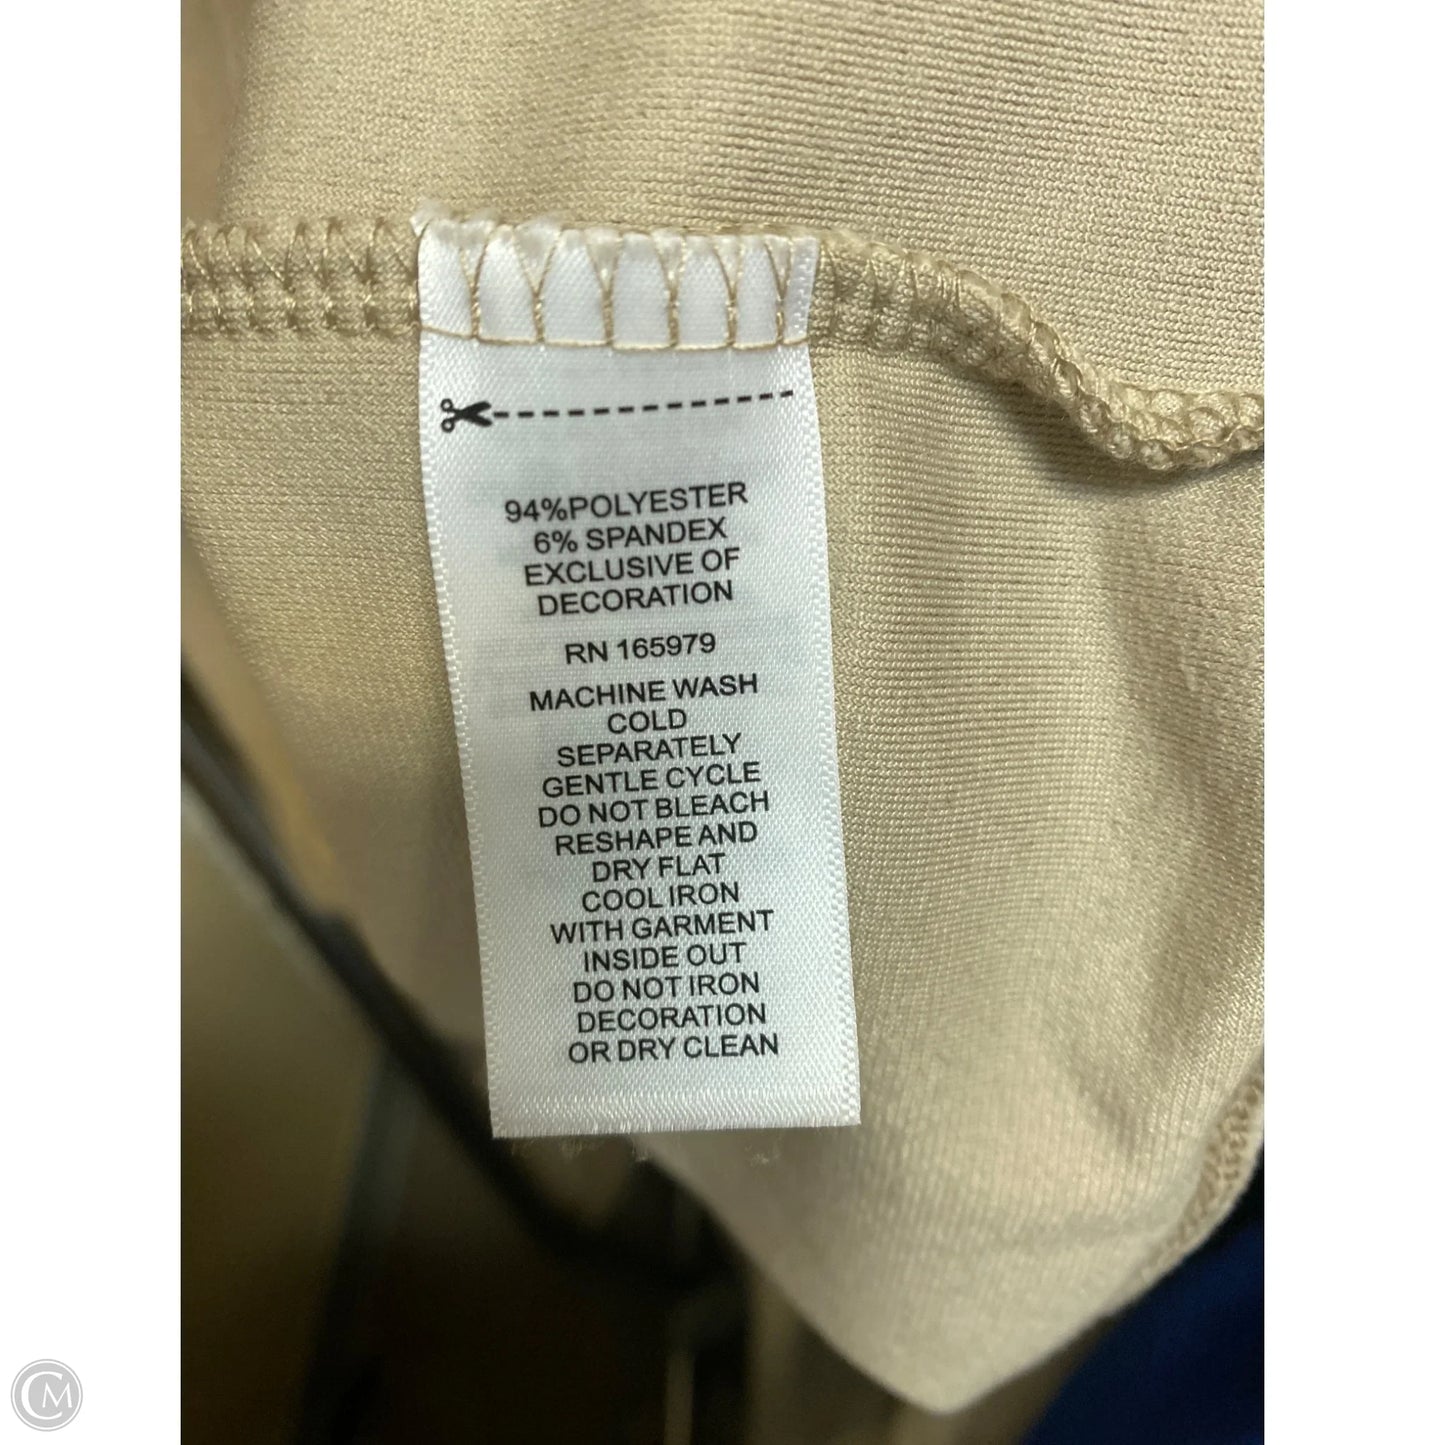 94%POLYESTER
6% SPANDEX
EXCLUSIVE OF
DECORATION
RN 165979
MACHINE WASH
COLD
SEPARATELY
GENTLE CYCLE
DO NOT BLEACH
RESHAPE AND
DRY FLAT
COOL IRON
WITH GARMENT
INSIDE OUT
DO NOT IRON
DECORATION
OR DRY CLEAN
CM